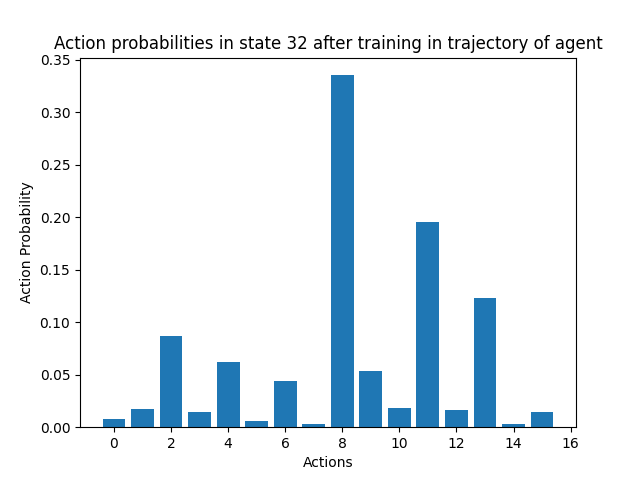 Action probabilities in state 32 after training in trajectory of agent
0.35
0.30
0.25
0.20
0.15
0.10
0.05
0.00
Action Probability
0 2 4 6 8 10 12 14 16
Actions